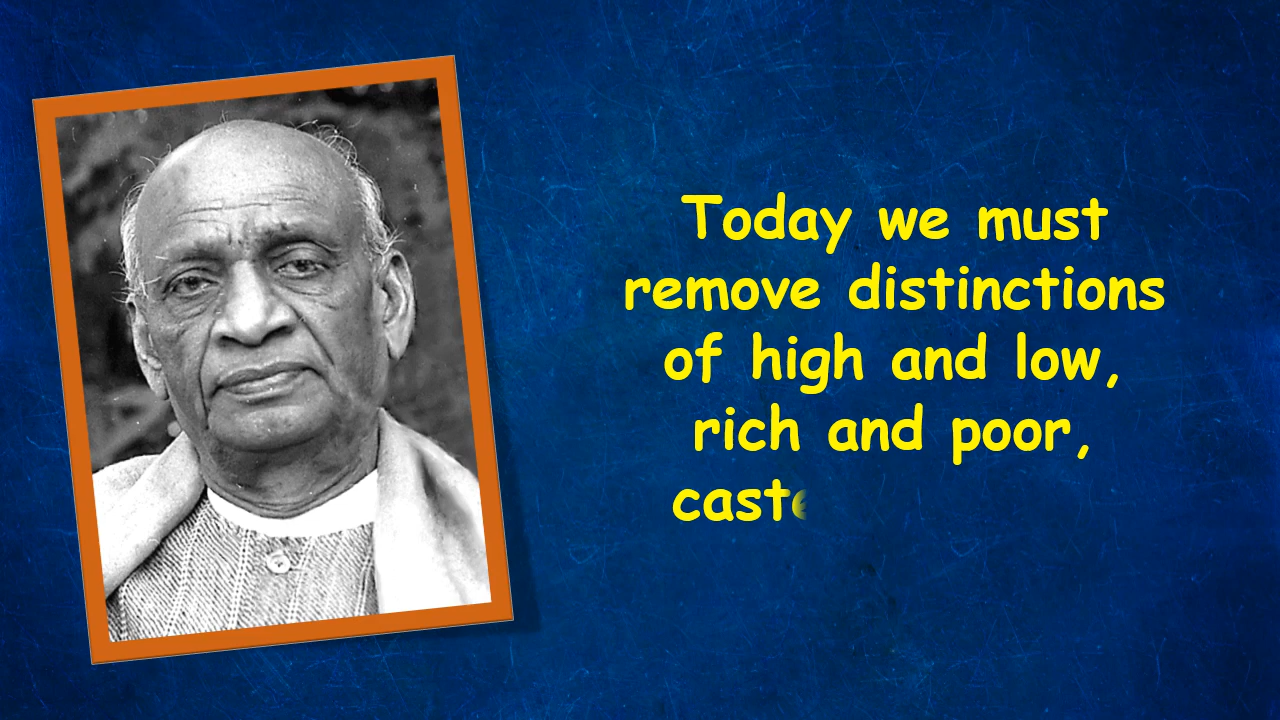 Today we must
remove distinctions
of high and low,
rich and poor,
caste